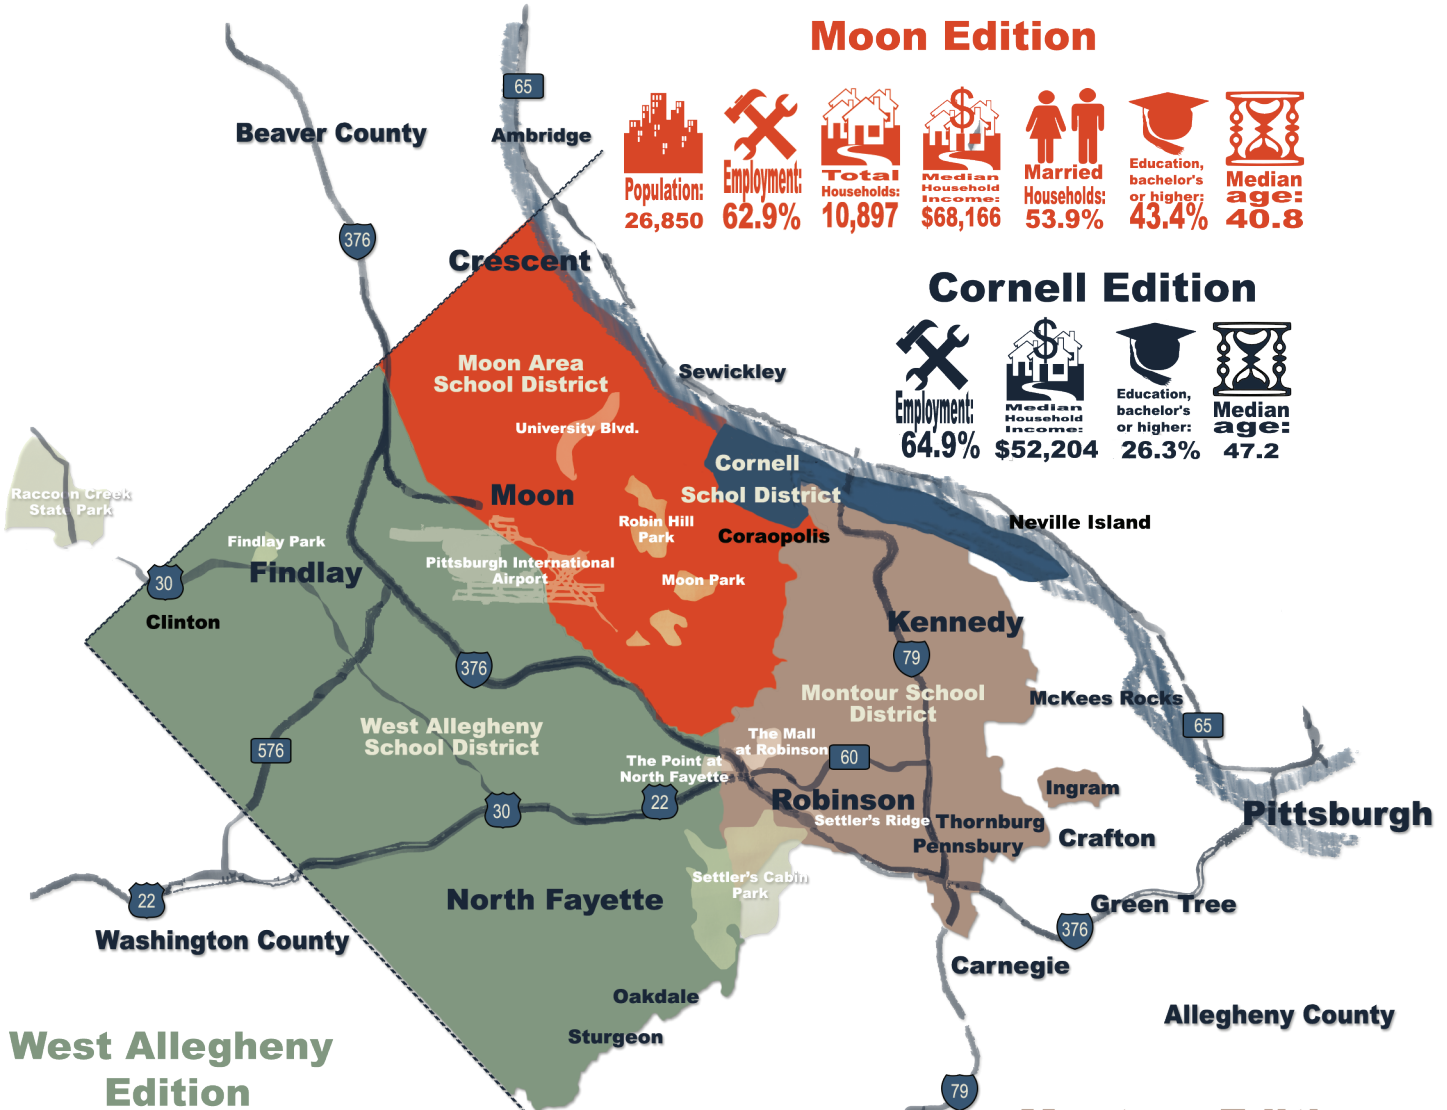 Moon Edition
65
Beaver County
Ambridge
Population:
26,850
Employment:
62.9%
Total
Households:
10,897
$
Median
Household
Income:
$68,166
Married
Households:
53.9%
Education,
bachelor's
or higher:
43.4%
Median
age:
40.8
376
Crescent
Cornell Edition
Employment:
64.9%
$
Median
Household
Income:
$52,204
Education,
bachelor's
or higher:
26.3%
Median
age:
47.2
Moon Area
School District
Sewickley
University Blvd.
Cornell
Schol District
Raccoon Creek
State Park
Moon
Robin Hill
Park
Coraopolis
Neville Island
Findlay Park
Findlay
30
Pittsburgh International
Airport
Moon Park
Clinton
Kennedy
376
79
Montour School
District
McKees Rocks
West Allegheny
School District
65
576
The Mall
at Robinson
The Point at
North Fayette
60
22
30
Robinson
Settler's Ridge
Thornburg
Pennsbury
Ingram
Crafton
Pittsburgh
Settler's Cabin
Park
22
North Fayette
Green Tree
376
Washington County
Carnegie
Oakdale
Allegheny County
Sturgeon
West Allegheny
Edition
79